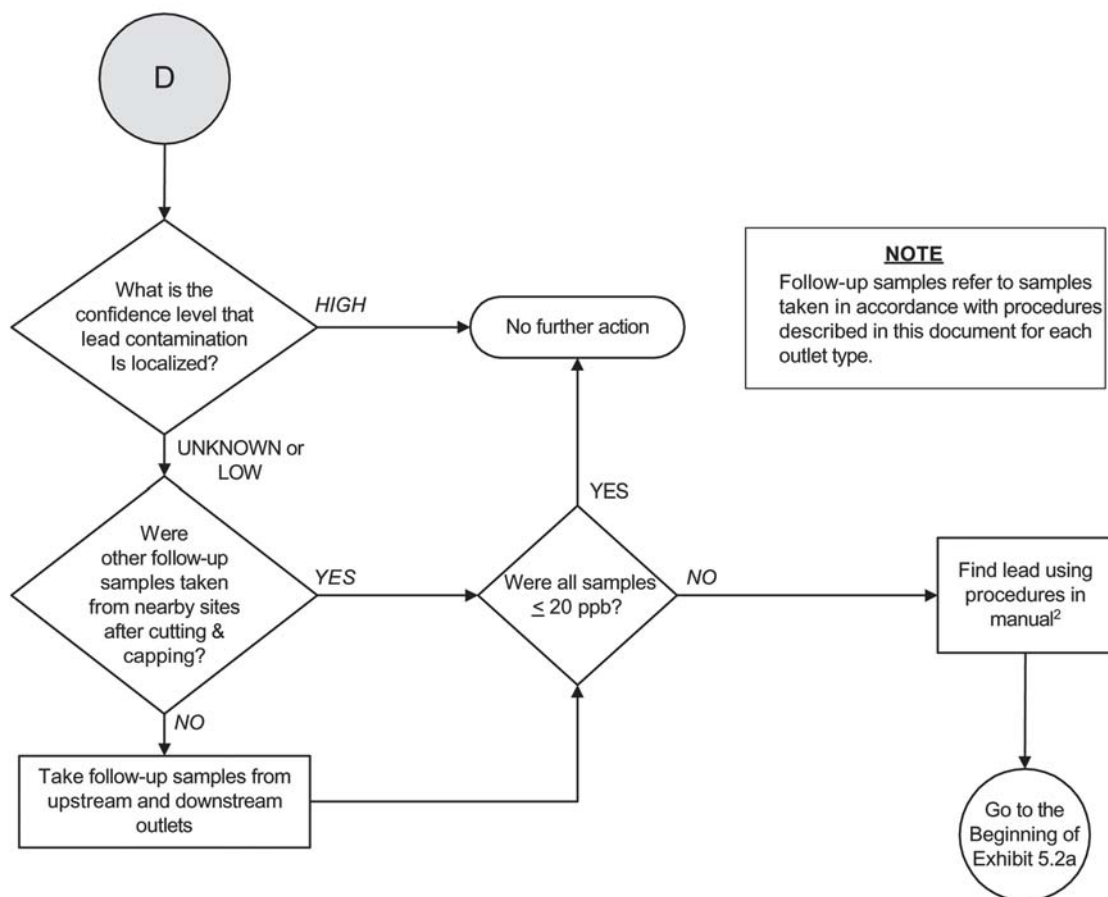 D
What is the
confidence level that
lead contamination
Is localized?
HIGH
No further action
NOTE
Follow-up samples refer to samples
taken in accordance with procedures
described in this document for each
outlet type.
UNKNOWN or
LOW
Were
other follow-up
samples taken
from nearby sites
after cutting &
capping?
YES
Were all samples
≤ 20 ppb?
YES
NO
Find lead using
procedures in
manual²
NO
Take follow-up samples from
upstream and downstream
outlets
Go to the
Beginning of
Exhibit 5.2a